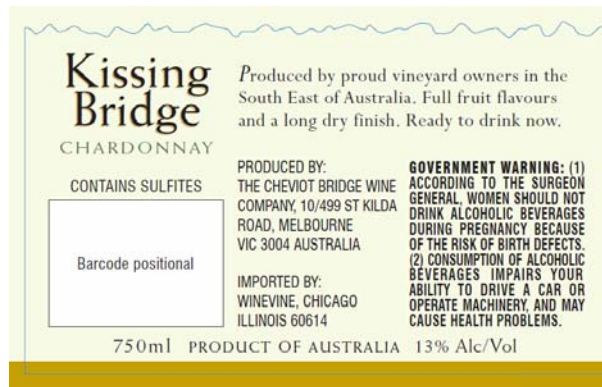 Kissing
Bridge
CHARDONNAY
CONTAINS SULFITES
Barcode positional
Produced by proud vineyard owners in the
South East of Australia. Full fruit flavours
and a long dry finish. Ready to drink now.
PRODUCED BY:
THE CHEVIOT BRIDGE WINE
COMPANY, 10/499 ST KILDA
ROAD, MELBOURNE
VIC 3004 AUSTRALIA
IMPORTED BY:
WINEVINE, CHICAGO
ILLINOIS 60614
GOVERNMENT WARNING: (1)
ACCORDING TO THE SURGEON
GENERAL, WOMEN SHOULD NOT
DRINK ALCOHOLIC BEVERAGES
DURING PREGNANCY BECAUSE
OF THE RISK OF BIRTH DEFECTS.
(2) CONSUMPTION OF ALCOHOLIC
BEVERAGES IMPAIRS YOUR
ABILITY TO DRIVE A CAR OR
OPERATE MACHINERY, AND MAY
CAUSE HEALTH PROBLEMS.
750ml PRODUCT OF AUSTRALIA 13% Alc/Vol